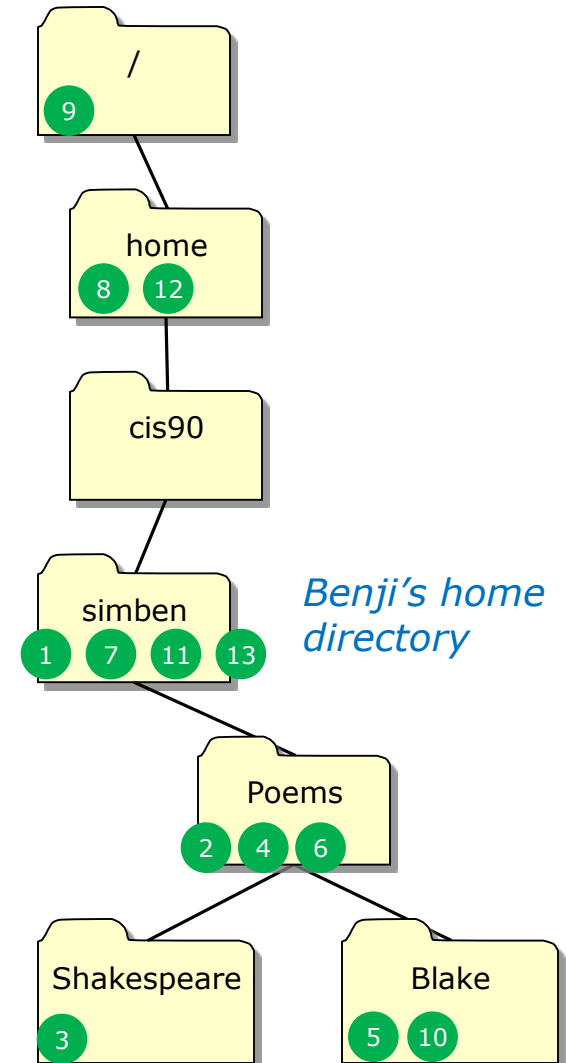 /
9
home
8 12
cis90
simben
1 7 11 13
Benji’s home
directory
Poems
2 4 6
Shakespeare
3
Blake
5 10